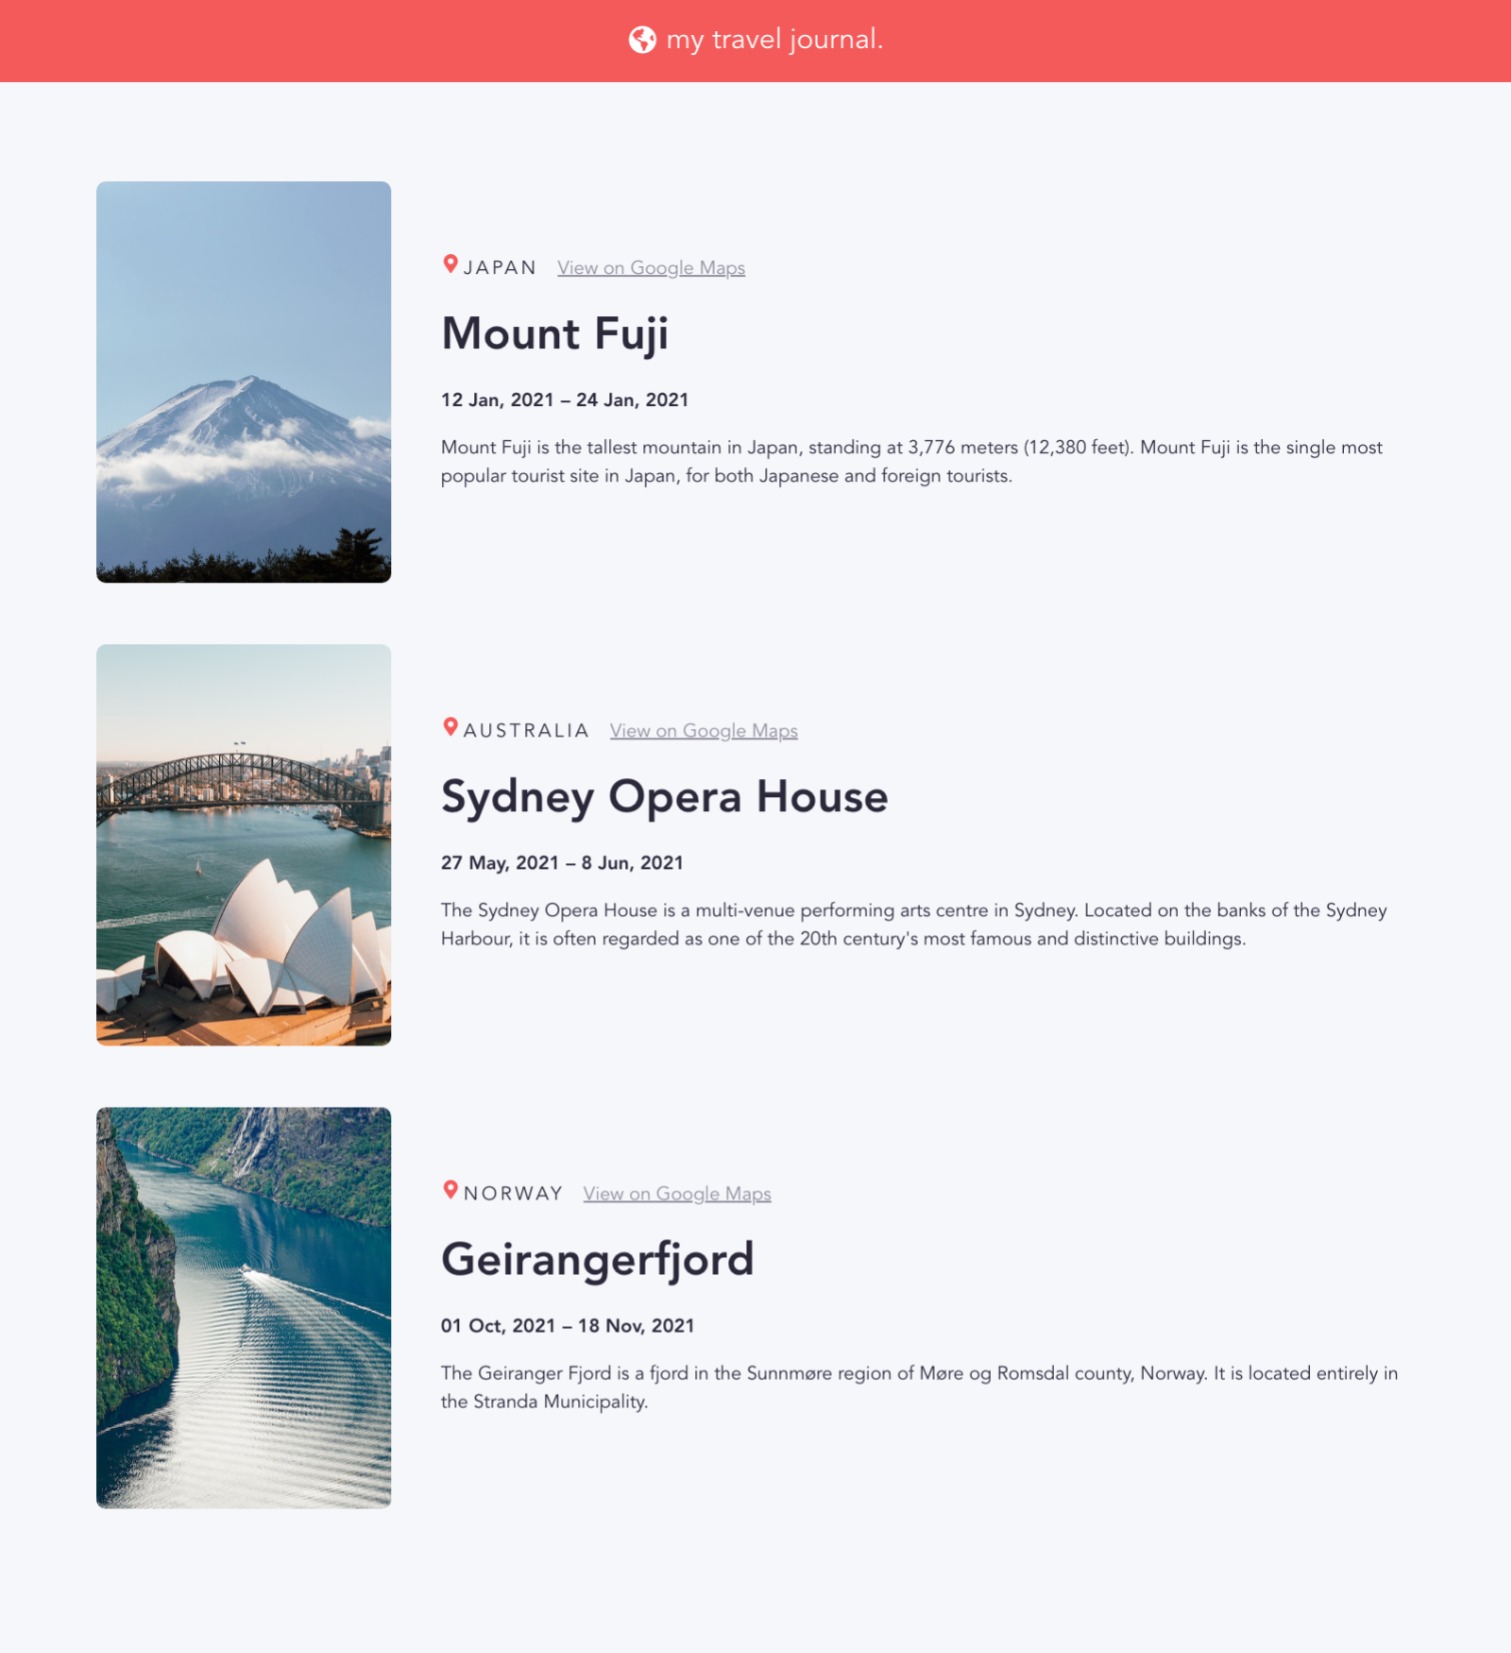 my travel journal.
JAPAN View on Google Maps
Mount Fuji
12 Jan, 2021 – 24 Jan, 2021
Mount Fuji is the tallest mountain in Japan, standing at 3,776 meters (12,380 feet). Mount Fuji is the single most
popular tourist site in Japan, for both Japanese and foreign tourists.
AUSTRALIA View on Google Maps
Sydney Opera House
27 May, 2021 – 8 Jun, 2021
The Sydney Opera House is a multi-venue performing arts centre in Sydney. Located on the banks of the Sydney
Harbour, it is often regarded as one of the 20th century's most famous and distinctive buildings.
NORWAY View on Google Maps
Geirangerfjord
01 Oct, 2021 – 18 Nov, 2021
The Geiranger Fjord is a fjord in the Sunnmøre region of Møre og Romsdal county, Norway. It is located entirely in
the Stranda Municipality.